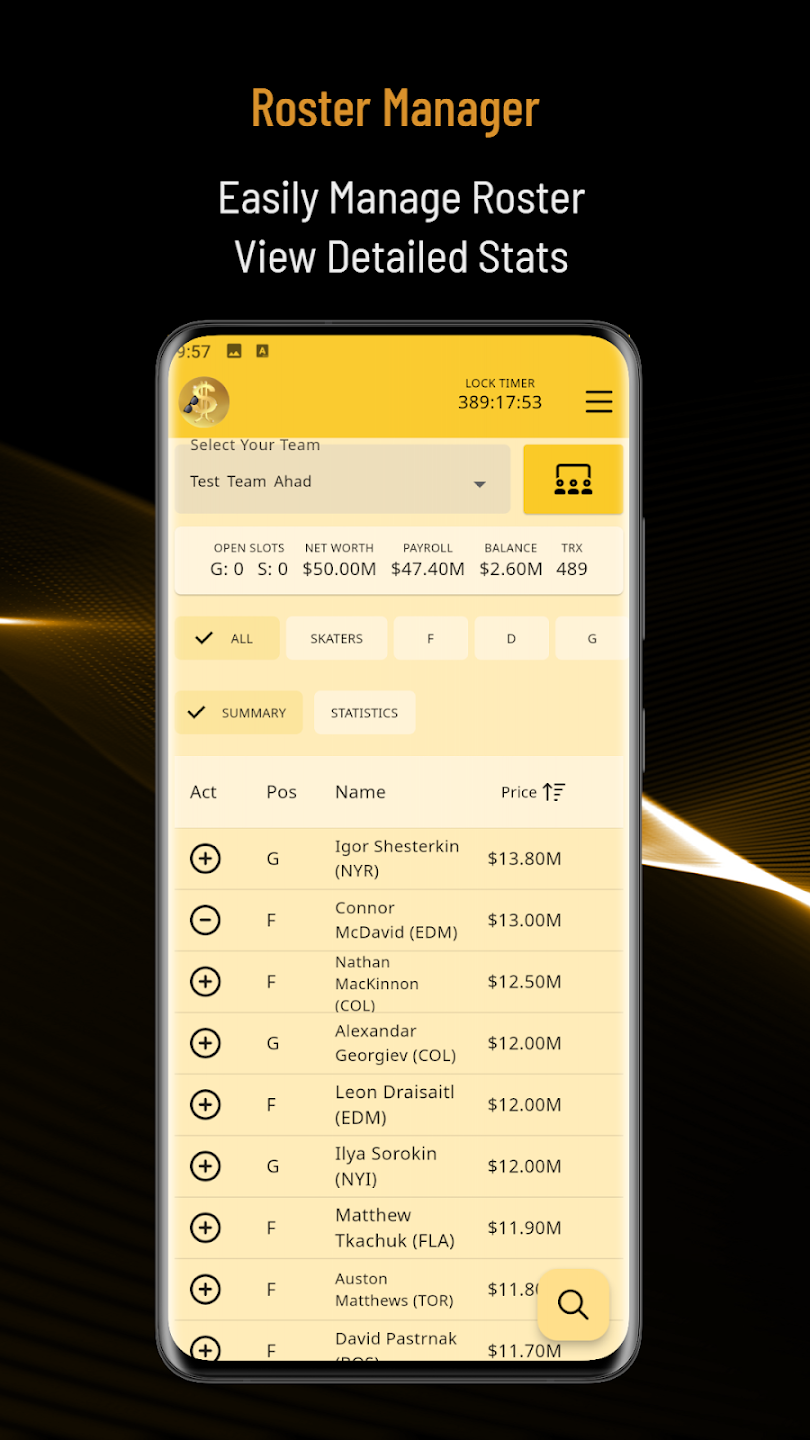 Roster Manager
Easily Manage Roster
View Detailed Stats
9:57
A
LOCK TIMER
389:17:53
Select Your Team
Test Team Ahad
OPEN SLOTS NET WORTH PAYROLL BALANCE TRX
G: 0 S: 0 $50.00M $47.40M $2.60M 489
ALL SKATERS F D G
SUMMARY STATISTICS
Act Pos Name Price
G Igor Shesterkin $13.80M
(NYR)
F Connor $13.00M
McDavid (EDM)
F Nathan $12.50M
MacKinnon
(COL)
G Alexandar $12.00M
Georgiev (COL)
F Leon Draisaitl $12.00M
(EDM)
G Ilya Sorokin $12.00M
(NYI)
F Matthew $11.90M
Tkachuk (FLA)
F Auston $11.80
Matthews (TOR)
F David Pastrnak $11.70M